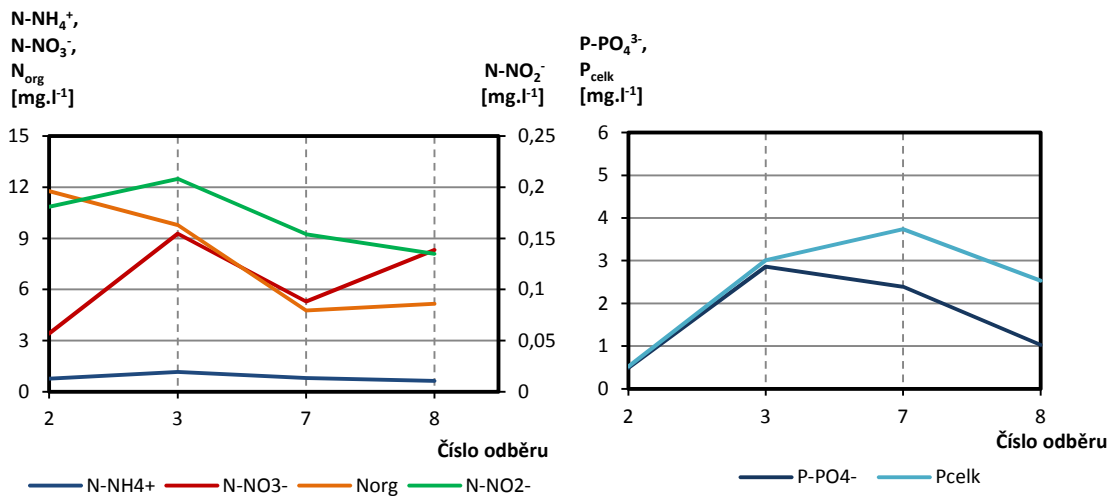 N-NH₄⁺,
N-NO₃⁻,
N_org
[mg.l⁻¹]
N-NO₂⁻
[mg.l⁻¹]
15
12
9
6
3
0
0,25
0,2
0,15
0,1
0,05
0
2 3 7 8
Číslo odběru
N-NH4+ N-NO3- Norg N-NO2-
P-PO₄³⁻,
P_celk
[mg.l⁻¹]
6
5
4
3
2
1
0
2 3 7 8
Číslo odběru
P-PO4- Pcelk